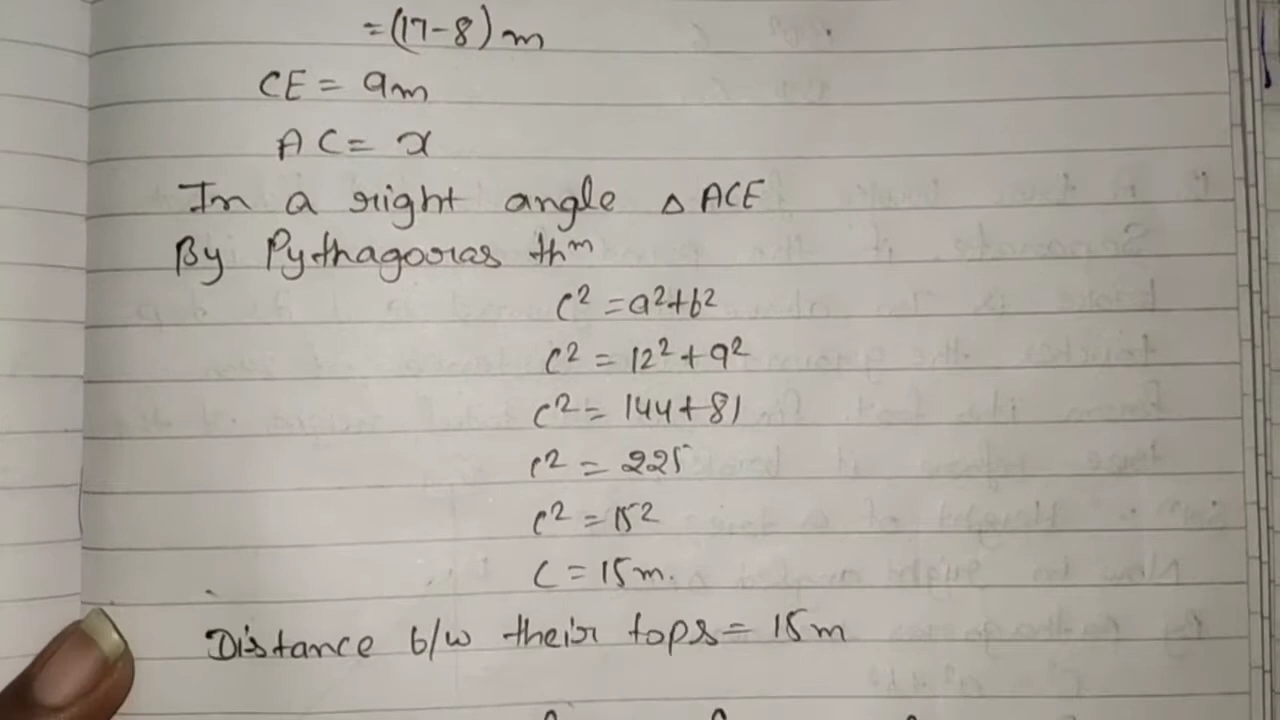 =(17-8) m
CE = 9m
AC= x
In a right angle △ ACE
By Pythagoras thᵐ
c² =a²+b²
c² = 12²+9²
c² = 144+81
c² = 225
c² =15²
c =15m.
Distance b/w their tops= 15m